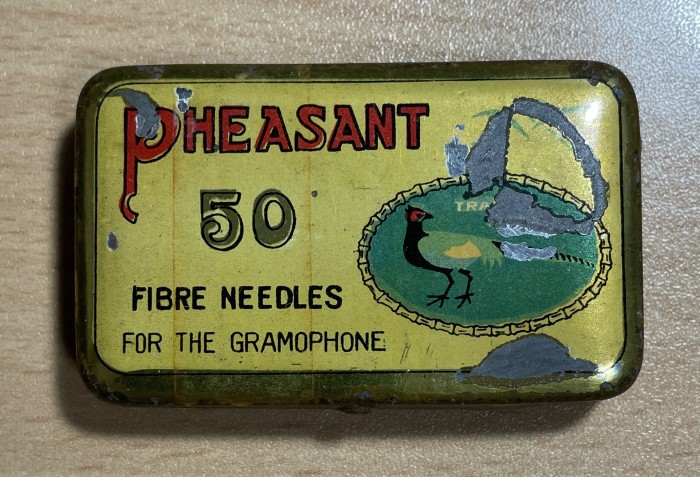 PHEASANT
50
FIBRE NEEDLES
FOR THE GRAMOPHONE